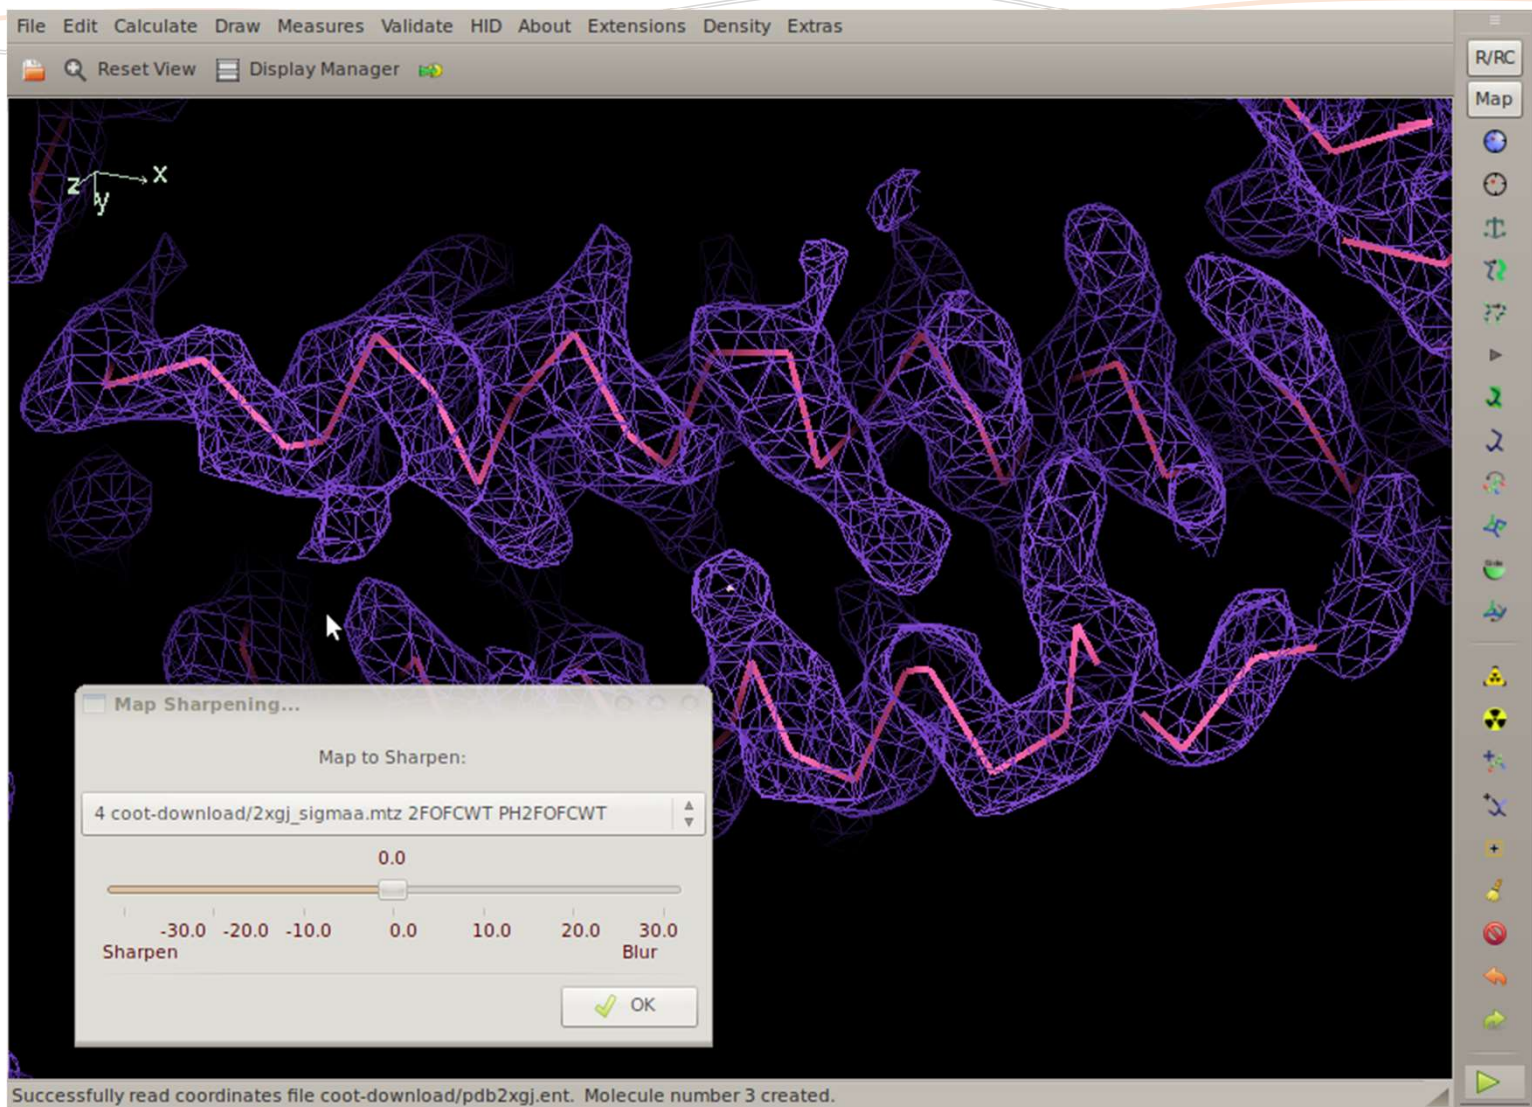 File Edit Calculate Draw Measures Validate HID About Extensions Density Extras
Reset View Display Manager
R/RC
Map
z x
y
Map Sharpening...
Map to Sharpen:
4 coot-download/2xgj_sigmaa.mtz 2FOFCWT PH2FOFCWT
0.0
-30.0 -20.0 -10.0 0.0 10.0 20.0 30.0
Sharpen Blur
OK
Successfully read coordinates file coot-download/pdb2xgj.ent. Molecule number 3 created.